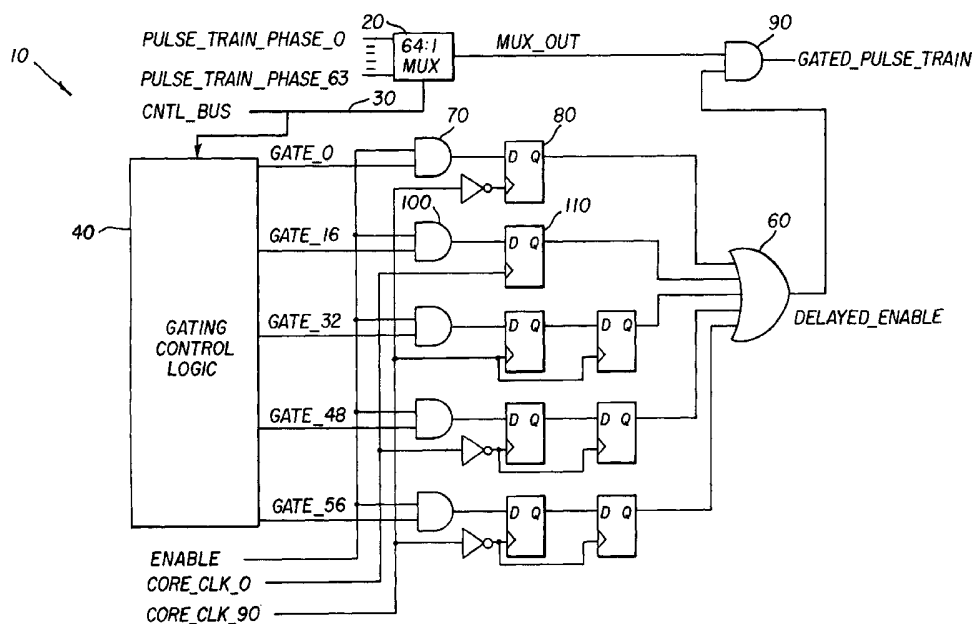 10
20
PULSE_TRAIN_PHASE_0
64:1
MUX
MUX_OUT
90
GATED_PULSE_TRAIN
PULSE_TRAIN_PHASE_63
30
CNTL_BUS
40
GATING
CONTROL
LOGIC
GATE_0
70
80
D Q
GATE_16
100
110
D Q
60
DELAYED_ENABLE
GATE_32
D Q
D Q
GATE_48
D Q
D Q
GATE_56
D Q
D Q
ENABLE
CORE_CLK_0
CORE_CLK_90